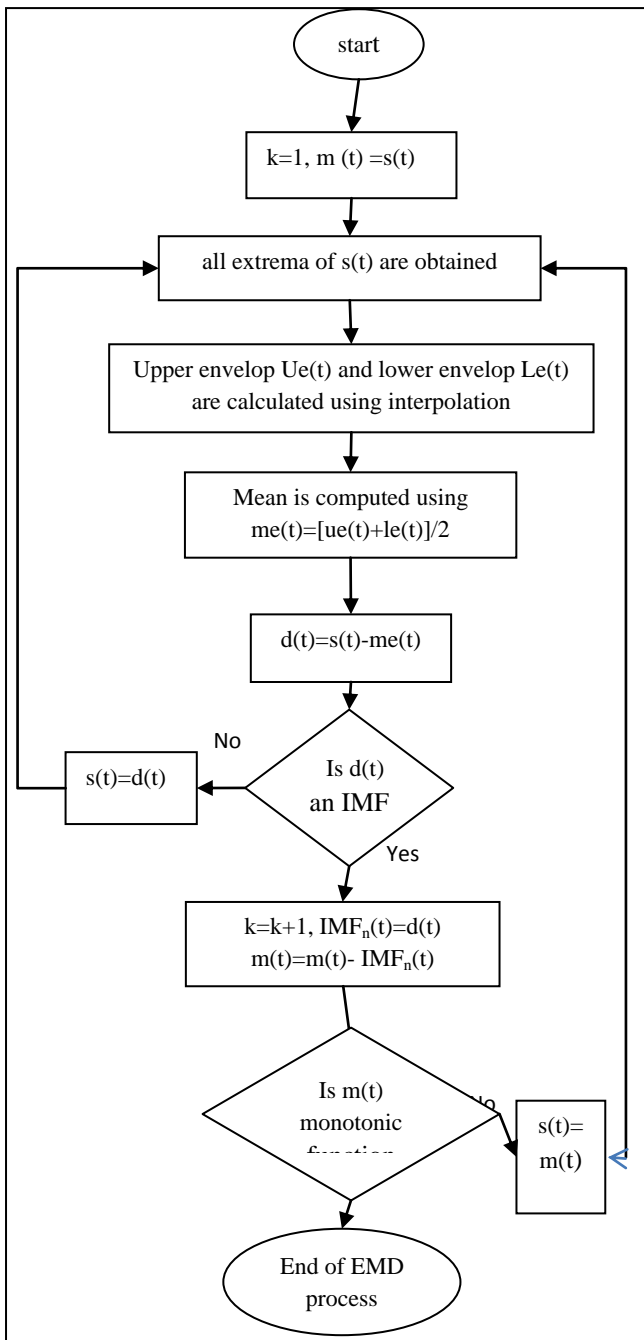 start
k=1, m (t) =s(t)
all extrema of s(t) are obtained
Upper envelop Ue(t) and lower envelop Le(t)
are calculated using interpolation
Mean is computed using
me(t)=[ue(t)+le(t)]/2
d(t)=s(t)-me(t)
No
s(t)=d(t)
Is d(t)
an IMF
Yes
k=k+1, IMFn(t)=d(t)
m(t)=m(t)- IMFn(t)
Is m(t)
monotonic
function
No
s(t)=
m(t)
End of EMD
process